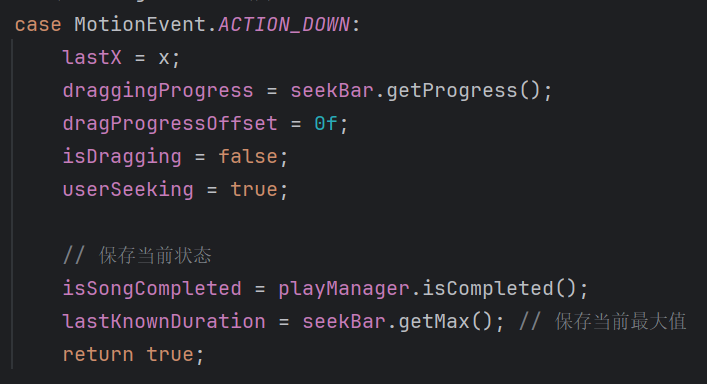 case MotionEvent.ACTION_DOWN:
lastX = x;
draggingProgress = seekBar.getProgress();
dragProgressOffset = 0f;
isDragging = false;
userSeeking = true;
// 保存当前状态
isSongCompleted = playManager.isCompleted();
lastKnownDuration = seekBar.getMax(); // 保存当前最大值
return true;